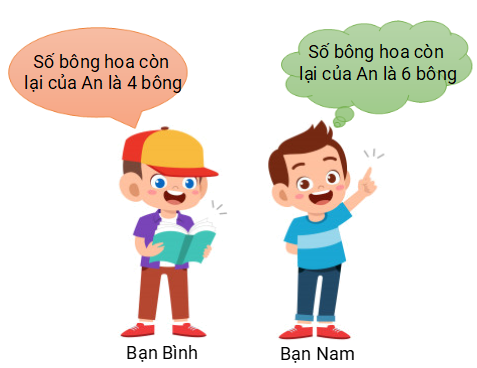 Số bông hoa còn
lại của An là 4 bông
Số bông hoa còn
lại của An là 6 bông
Bạn Bình
Bạn Nam